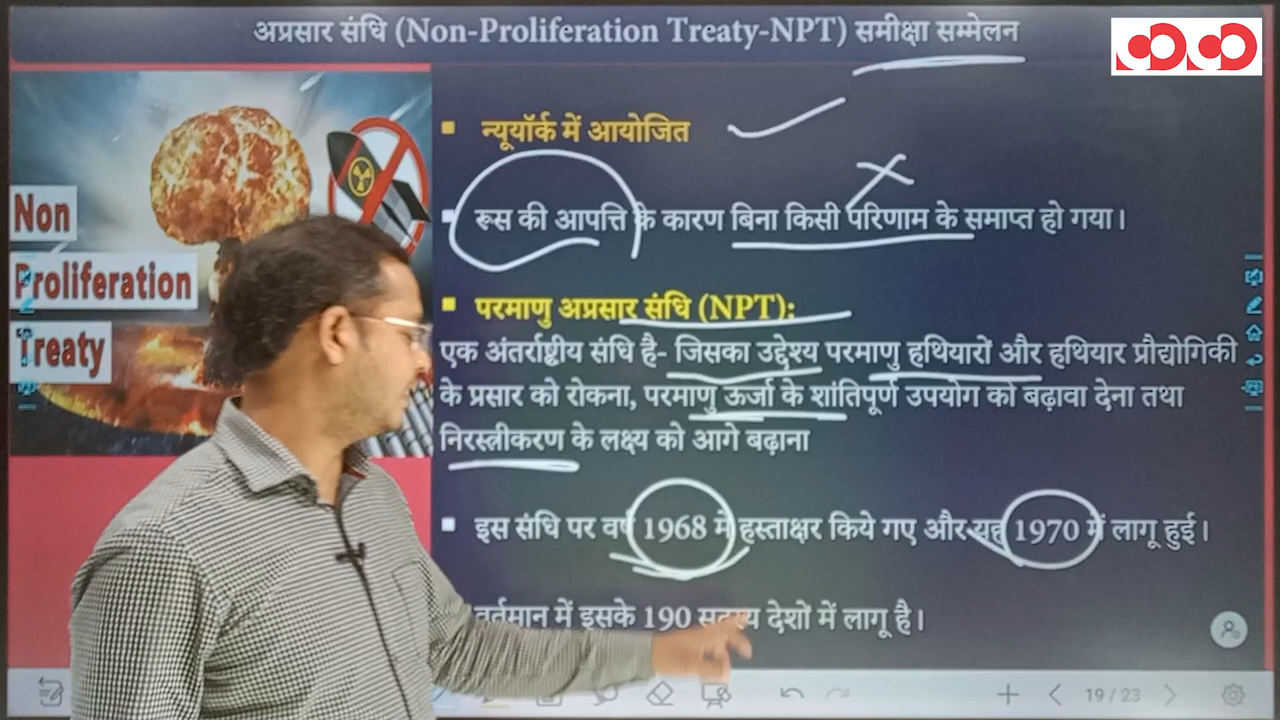 अप्रसार संधि (Non-Proliferation Treaty-NPT) समीक्षा सम्मेलन
Non
Proliferation
Treaty
न्यूयॉर्क में आयोजित
रूस की आपत्ति के कारण बिना किसी परिणाम के समाप्त हो गया।
परमाणु अप्रसार संधि (NPT):
एक अंतर्राष्ट्रीय संधि है- जिसका उद्देश्य परमाणु हथियारों और हथियार प्रौद्योगिकी
के प्रसार को रोकना, परमाणु ऊर्जा के शांतिपूर्ण उपयोग को बढ़ावा देना तथा
निरस्त्रीकरण के लक्ष्य को आगे बढ़ाना
इस संधि पर वर्ष 1968 में हस्ताक्षर किये गए और यह 1970 में लागू हुई।
वर्तमान में इसके 190 सदस्य देशों में लागू है।
19 / 23